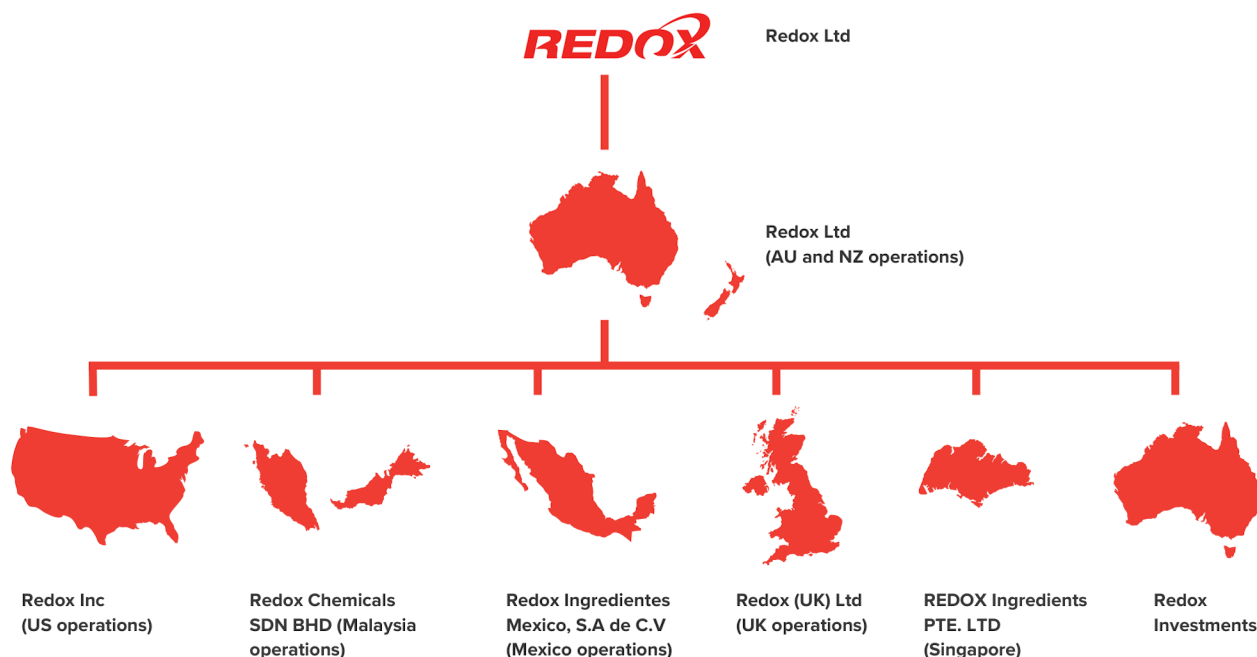 REDOX
Redox Ltd
Redox Ltd
(AU and NZ operations)
Redox Inc
(US operations)
Redox Chemicals
SDN BHD (Malaysia
operations)
Redox Ingredientes
Mexico, S.A de C.V
(Mexico operations)
Redox (UK) Ltd
(UK operations)
REDOX Ingredients
PTE. LTD
(Singapore)
Redox
Investments